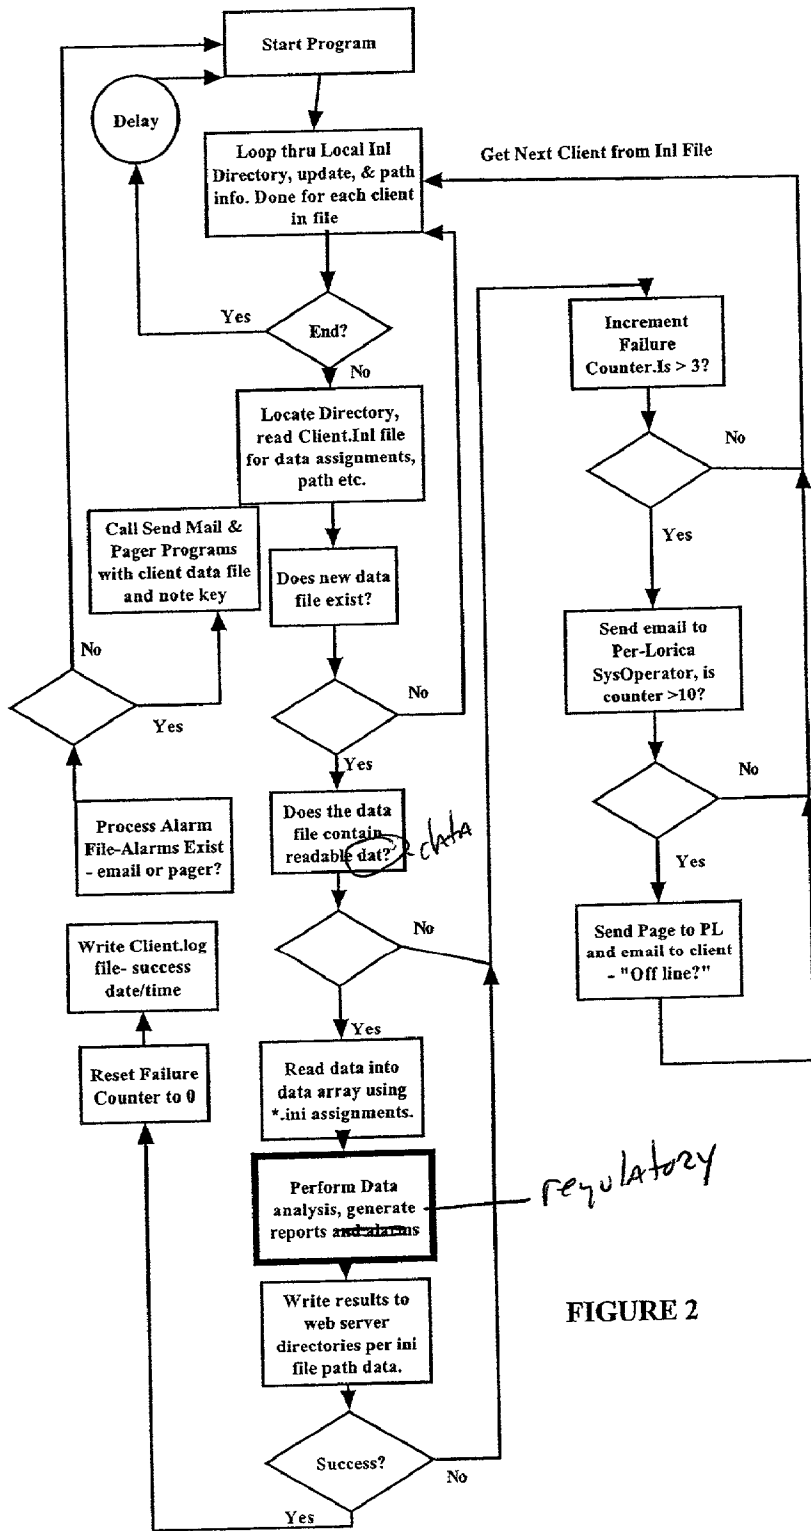 Start Program
Delay
Loop thru Local Inl
Directory, update, & path
info. Done for each client
in file
Get Next Client from Inl File
Yes
End?
No
Increment
Failure
Counter.Is > 3?
Locate Directory,
read Client.Inl file
for data assignments,
path etc.
No
Yes
Call Send Mail &
Pager Programs
with client data file
and note key
Does new data
file exist?
Send email to
Per-Lorica
SysOperator, is
counter >10?
No
Yes
No
Yes
No
Yes
Process Alarm
File-Alarms Exist
- email or pager?
Does the data
file contain
readable dat?
data
Write Client.log
file- success
date/time
No
Yes
Send Page to PL
and email to client
- "Off line?"
Reset Failure
Counter to 0
Read data into
data array using
*.ini assignments.
Perform Data
analysis, generate
reports and alarms
regulatory
Write results to
web server
directories per ini
file path data.
FIGURE 2
Success?
No
Yes